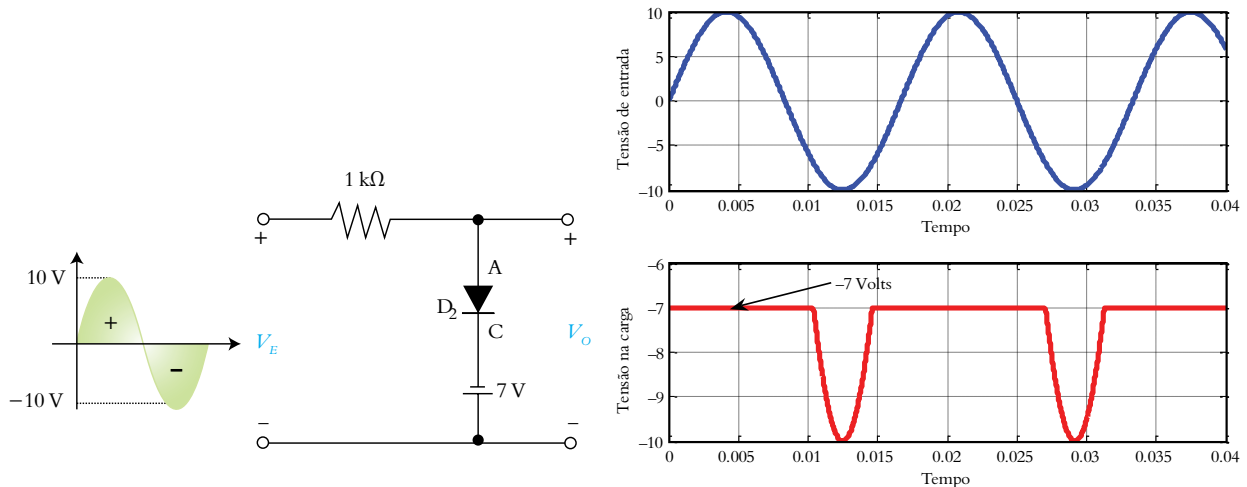 1 kΩ
+
+
10 V
+
−
−10 V
V_E
A
D_2
C
7 V
V_O
−
−
Tensão de entrada
10
5
0
−5
−10
0 0.005 0.01 0.015 0.02 0.025 0.03 0.035 0.04
Tempo
Tensão na carga
−6
−7
−8
−9
−10
−7 Volts
0 0.005 0.01 0.015 0.02 0.025 0.03 0.035 0.04
Tempo